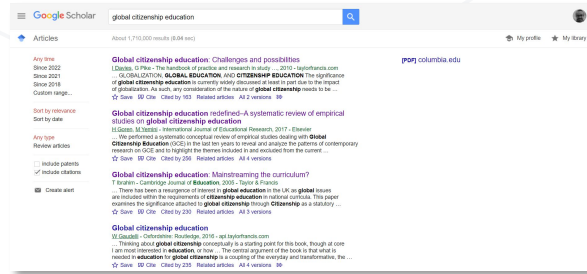 Google Scholar
global citizenship education
Articles
About 1,710,000 results (0.04 sec)
My profile
My library
Any time
Since 2022
Since 2021
Since 2018
Custom range...
Sort by relevance
Sort by date
Any type
Review articles
include patents
include citations
Create alert
Global citizenship education: Challenges and possibilities
I Davies, G Pike - The handbook of practice and research in study …, 2010 - taylorfrancis.com
… GLOBALIZATION, GLOBAL EDUCATION, AND CITIZENSHIP EDUCATION The significance
of global citizenship education is currently widely discussed at least in part due to the impact
of globalization. As such, any consideration of the nature of global citizenship needs to be …
Save Cite Cited by 163 Related articles All 2 versions
[PDF] columbia.edu
Global citizenship education redefined–A systematic review of empirical
studies on global citizenship education
H Goren, M Yemini - International Journal of Educational Research, 2017 - Elsevier
… We performed a systematic conceptual review of empirical studies dealing with Global
Citizenship Education (GCE) in the last ten years to reveal and analyze the patterns of contemporary
research on GCE and to highlight the themes included in and excluded from the current …
Save Cite Cited by 256 Related articles All 4 versions
Global citizenship education: Mainstreaming the curriculum?
T Ibrahim - Cambridge Journal of Education, 2005 - Taylor & Francis
… There has been a resurgence of interest in global education in the UK as global issues
are included within the requirements of citizenship education in national curricula. This paper
examines the significance attached to global citizenship through Citizenship as a statutory …
Save Cite Cited by 230 Related articles All 3 versions
Global citizenship education
W Gaudelli - Oxfordshire: Routledge, 2016 - api.taylorfrancis.com
… Thinking about global citizenship conceptually is a starting point for this book, though at core
I am most interested in education, or how … The central argument of the book is that what is
needed in education for global citizenship is a coupling of the everyday and transformative, the …
Save Cite Cited by 235 Related articles All 4 versions